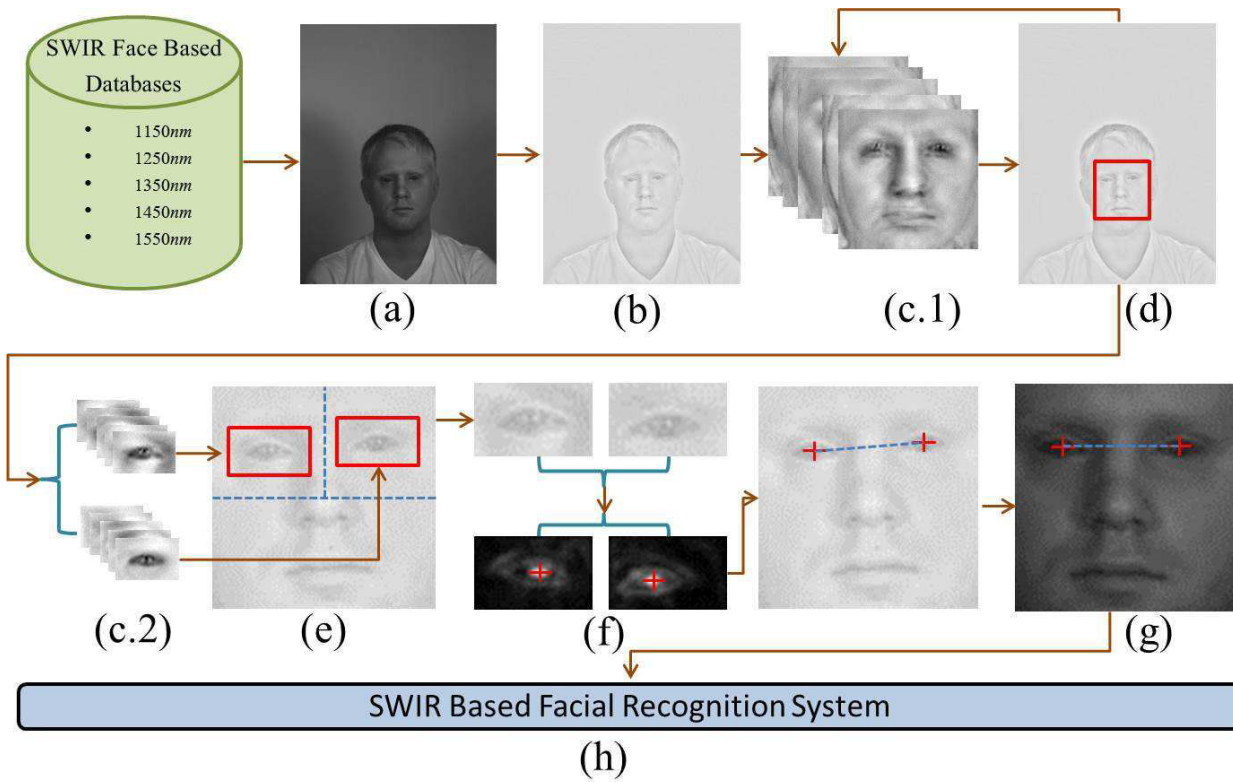 SWIR Face Based
Databases
• 1150nm
• 1250nm
• 1350nm
• 1450nm
• 1550nm
(a)
(b)
(c.1)
(d)
(c.2)
(e)
(f)
(g)
SWIR Based Facial Recognition System
(h)